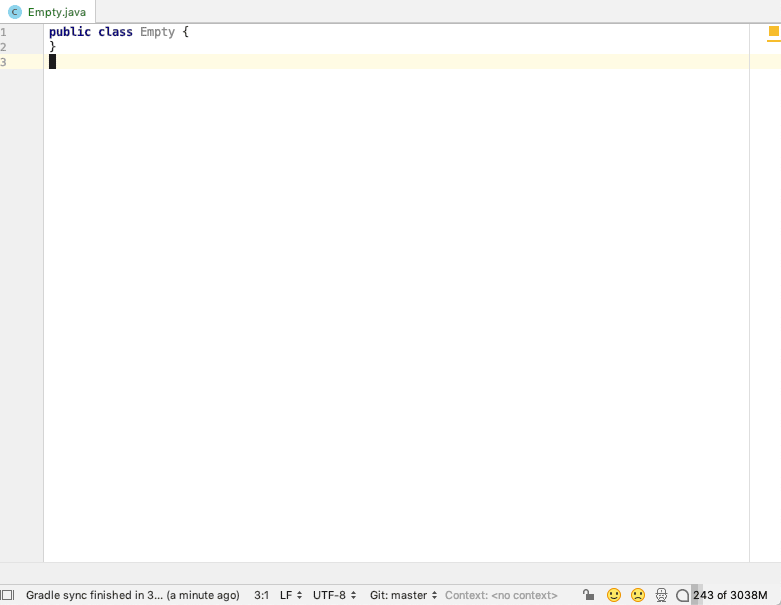 C Empty.java
1 public class Empty {
2 }
3
Gradle sync finished in 3... (a minute ago) 3:1 LF UTF-8 Git: master Context: <no context> 243 of 3038M